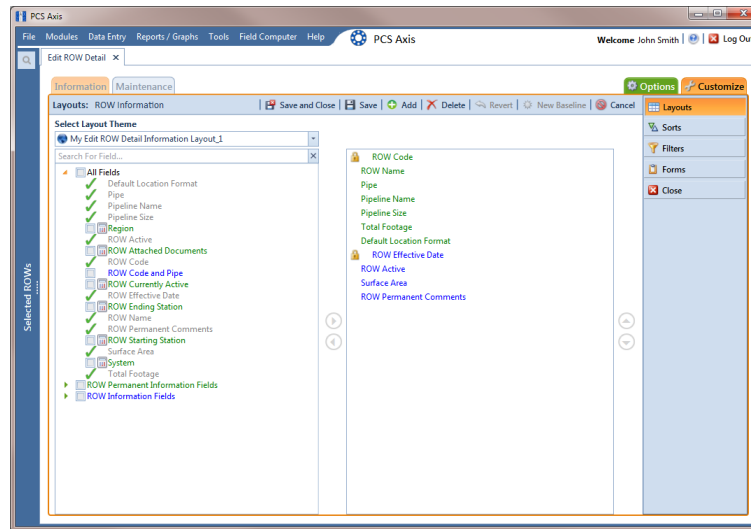 PCS Axis
File Modules Data Entry Reports / Graphs Tools Field Computer Help PCS Axis Welcome John Smith Log Out
Edit ROW Detail
Information Maintenance Options Customize
Layouts: ROW Information Save and Close Save Add Delete Revert New Baseline Cancel
Select Layout Theme
My Edit ROW Detail Information Layout_1
Search For Field...
All Fields
Default Location Format
Pipe
Pipeline Name
Pipeline Size
Region
ROW Active
ROW Attached Documents
ROW Code
ROW Code and Pipe
ROW Currently Active
ROW Effective Date
ROW Ending Station
ROW Name
ROW Permanent Comments
ROW Starting Station
Surface Area
System
Total Footage
ROW Permanent Information Fields
ROW Information Fields
ROW Code
ROW Name
Pipe
Pipeline Name
Pipeline Size
Total Footage
Default Location Format
ROW Effective Date
ROW Active
Surface Area
ROW Permanent Comments
Layouts
Sorts
Filters
Forms
Close
Selected ROWs